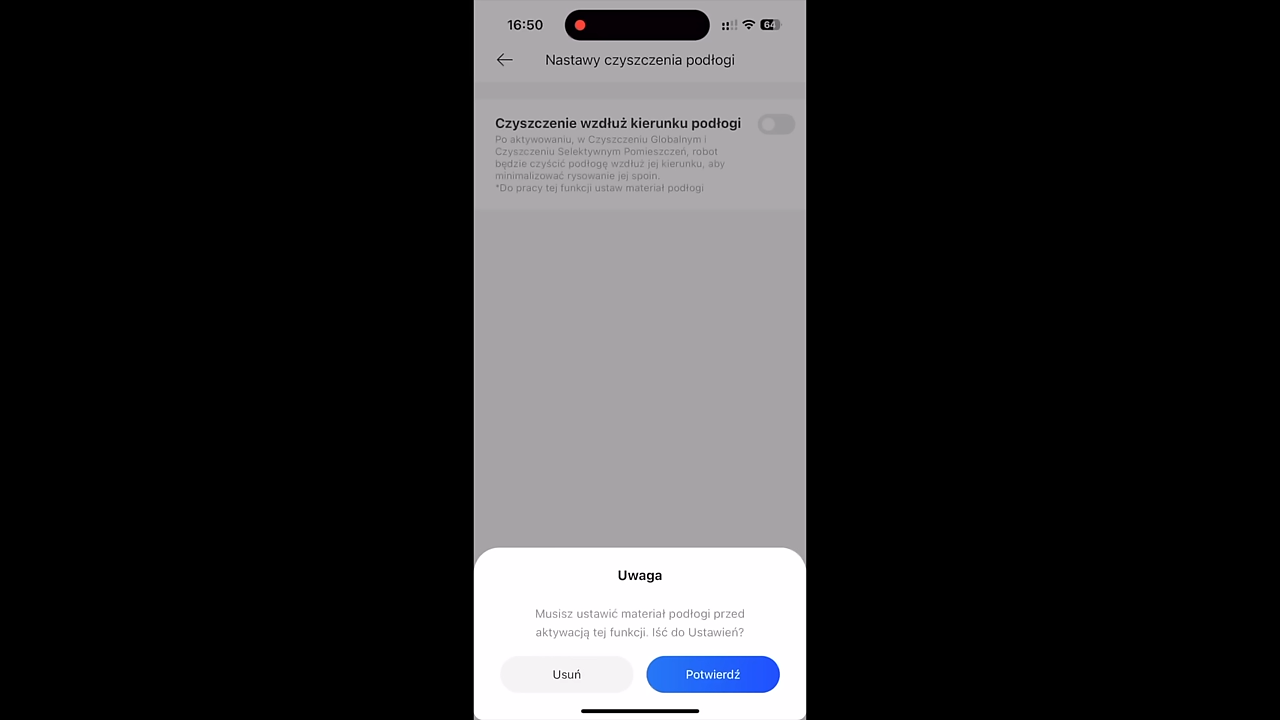 16:50
64
Nastawy czyszczenia podłogi
Czyszczenie wzdłuż kierunku podłogi
Po aktywowaniu, w Czyszczeniu Globalnym i
Czyszczeniu Selektywnym Pomieszczeń, robot
będzie czyścić podłogę wzdłuż jej kierunku, aby
minimalizować rysowanie jej spoin.
*Do pracy tej funkcji ustaw materiał podłogi
Uwaga
Musisz ustawić materiał podłogi przed
aktywacją tej funkcji. Iść do Ustawień?
Usuń
Potwierdź